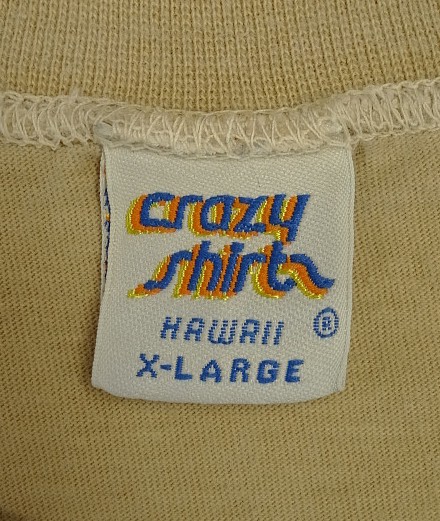 crazy
shirts
HAWAII ®
X-LARGE